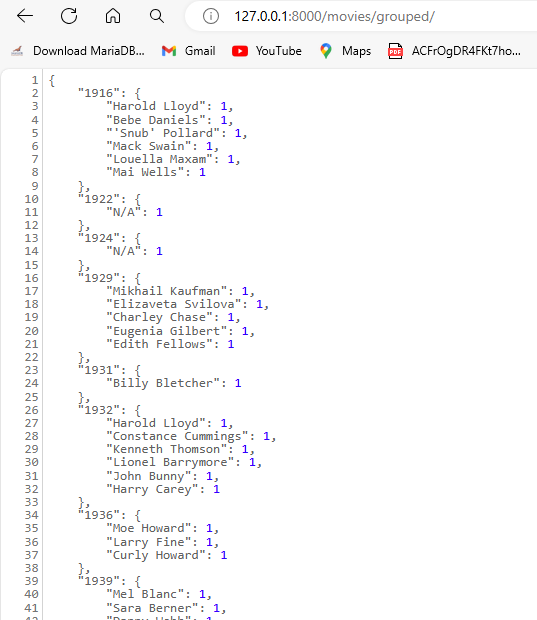 127.0.0.1:8000/movies/grouped/
Download MariaDB... Gmail YouTube Maps PDF ACFrOgDR4FKt7ho...
1 {
2 "1916": {
3 "Harold Lloyd": 1,
4 "Bebe Daniels": 1,
5 "'Snub' Pollard": 1,
6 "Mack Swain": 1,
7 "Louella Maxam": 1,
8 "Mai Wells": 1
9 },
10 "1922": {
11 "N/A": 1
12 },
13 "1924": {
14 "N/A": 1
15 },
16 "1929": {
17 "Mikhail Kaufman": 1,
18 "Elizaveta Svilova": 1,
19 "Charley Chase": 1,
20 "Eugenia Gilbert": 1,
21 "Edith Fellows": 1
22 },
23 "1931": {
24 "Billy Bletcher": 1
25 },
26 "1932": {
27 "Harold Lloyd": 1,
28 "Constance Cummings": 1,
29 "Kenneth Thomson": 1,
30 "Lionel Barrymore": 1,
31 "John Bunny": 1,
32 "Harry Carey": 1
33 },
34 "1936": {
35 "Moe Howard": 1,
36 "Larry Fine": 1,
37 "Curly Howard": 1
38 },
39 "1939": {
40 "Mel Blanc": 1,
41 "Sara Berner": 1,